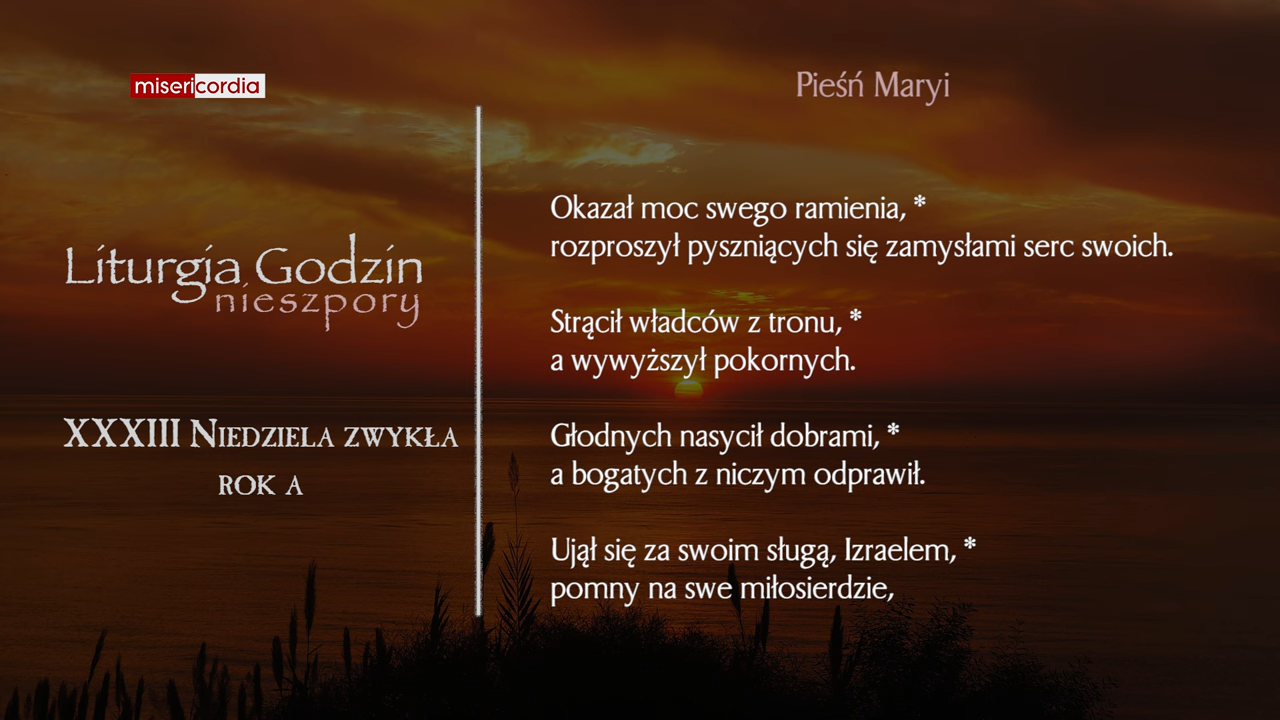 misericordia
Liturgia Godzin
nieszpory
XXXIII Niedziela zwykła
rok A
Pieśń Maryi
Okazał moc swego ramienia, *
rozproszył pyszniących się zamysłami serc swoich.
Strącił władców z tronu, *
a wywyższył pokornych.
Głodnych nasycił dobrami, *
a bogatych z niczym odprawił.
Ujął się za swoim sługą, Izraelem, *
pomny na swe miłosierdzie,